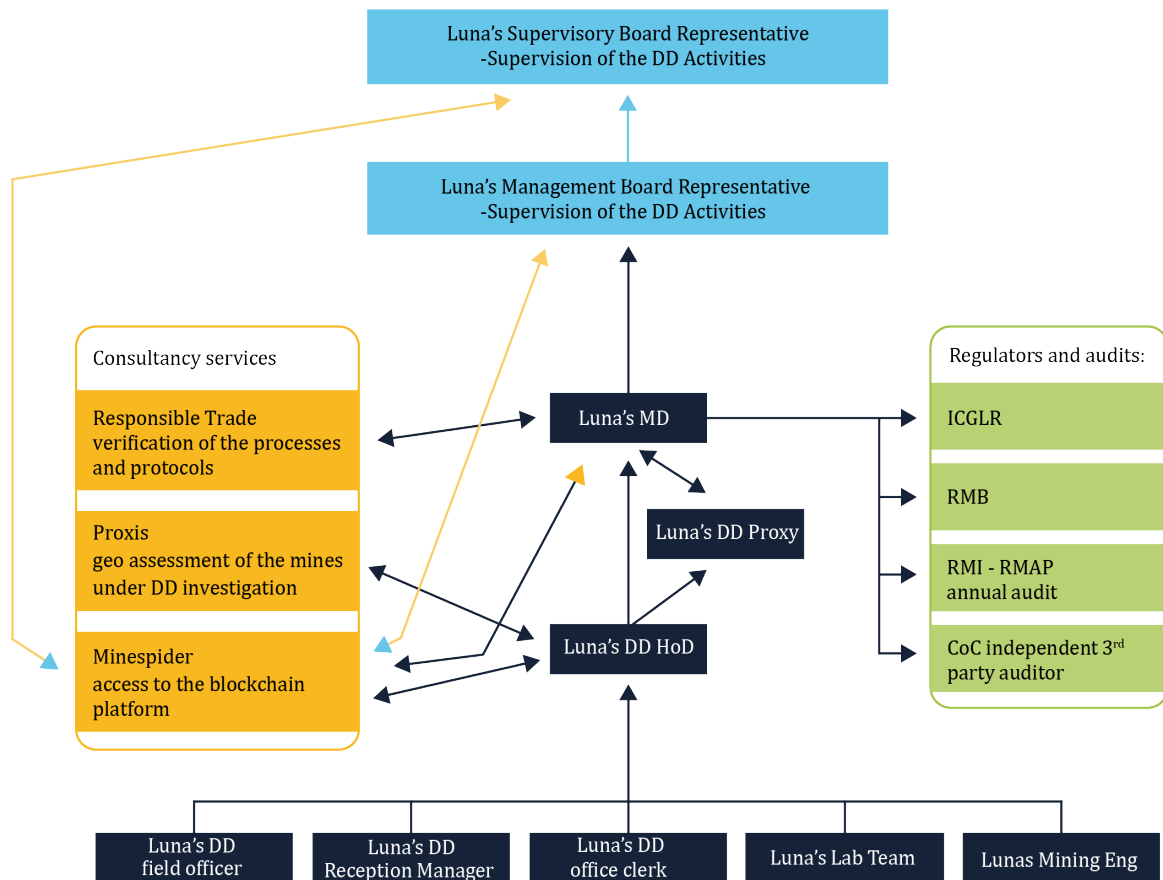 Luna’s Supervisory Board Representative
-Supervision of the DD Activities
Luna’s Management Board Representative
-Supervision of the DD Activities
Consultancy services
Responsible Trade
verification of the processes
and protocols
Proxis
geo assessment of the mines
under DD investigation
Minespider
access to the blockchain
platform
Luna’s MD
Luna’s DD Proxy
Luna’s DD HoD
Regulators and audits:
ICGLR
RMB
RMI - RMAP
annual audit
CoC independent 3rd
party auditor
Luna’s DD
field officer
Luna’s DD
Reception Manager
Luna’s DD
office clerk
Luna’s Lab Team
Lunas Mining Eng